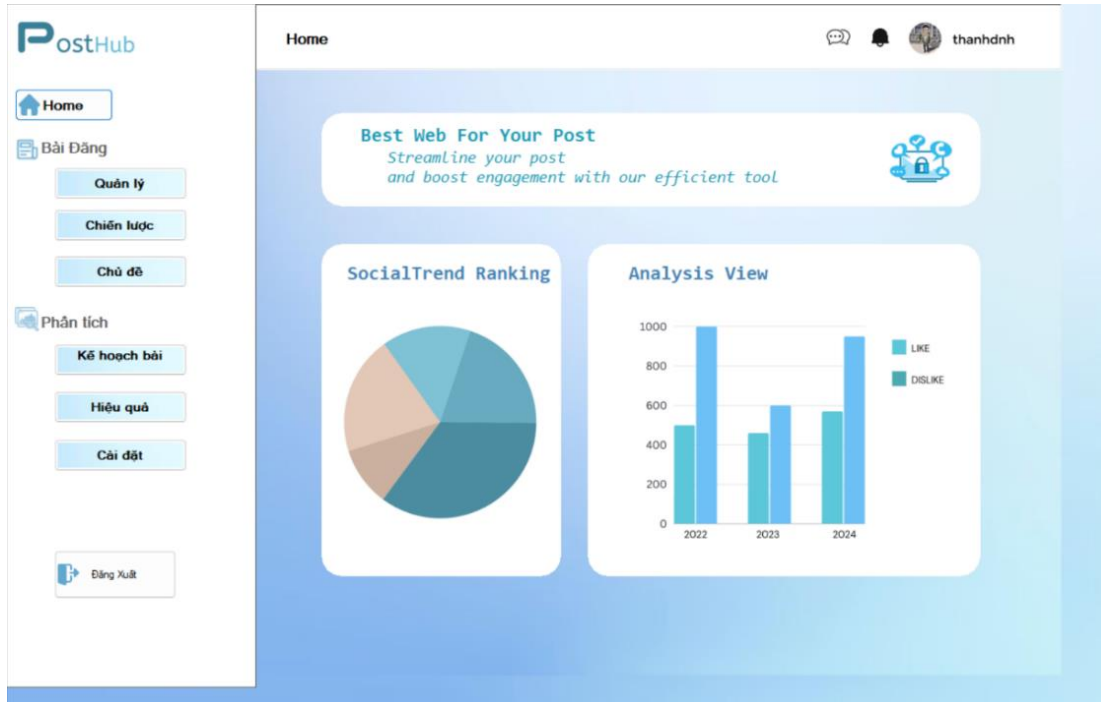 PostHub
Home
thanhdnh
Home
Bài Đăng
Quản lý
Chiến lược
Chủ đề
Phân tích
Kế hoạch bài
Hiệu quả
Cài đặt
Đăng Xuất
Best Web For Your Post
Streamline your post
and boost engagement with our efficient tool
SocialTrend Ranking
Analysis View
1000
800
600
400
200
0
2022
2023
2024
LIKE
DISLIKE